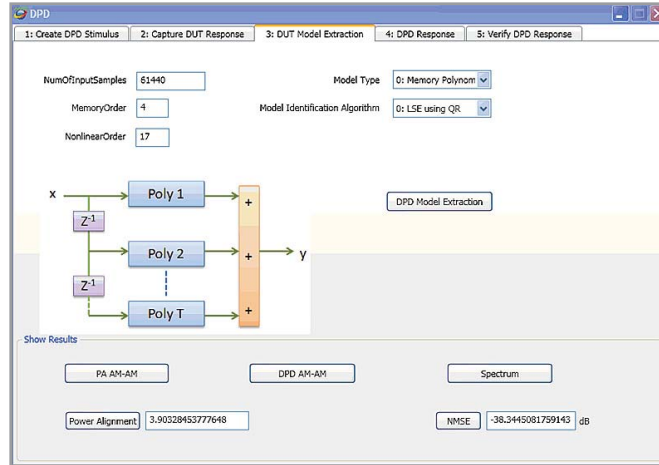 DPD
1: Create DPD Stimulus 2: Capture DUT Response 3: DUT Model Extraction 4: DPD Response 5: Verify DPD Response
NumOfInputSamples 61440 Model Type 0: Memory Polynom
MemoryOrder 4 Model Identification Algorithm 0: LSE using QR
NonlinearOrder 17
x Poly 1 +
Z-1
DPD Model Extraction
Poly 2 + y
Z-1
Poly T +
Show Results
PA AM-AM DPD AM-AM Spectrum
Power Alignment 3.90328453777648 NMSE -38.3445081759143 dB